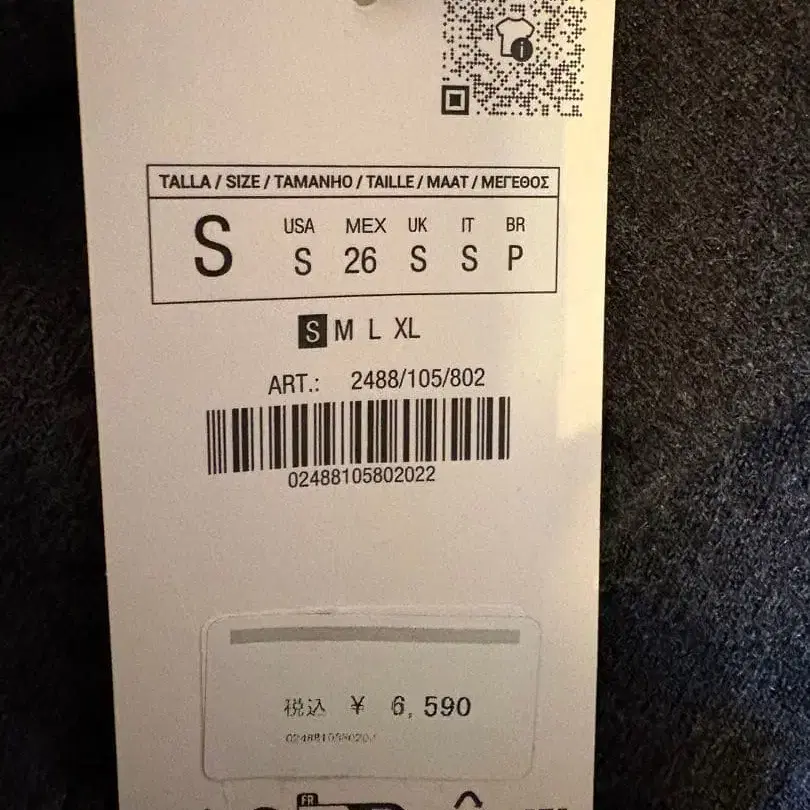 TALLA / SIZE / TAMANHO / TAILLE / MAAT / ΜΕΓΕΘΟΣ
S USA MEX UK IT BR
S 26 S S P
S M L XL
ART.: 2488/105/802
02488105802022
税込 ¥ 6,590
FR